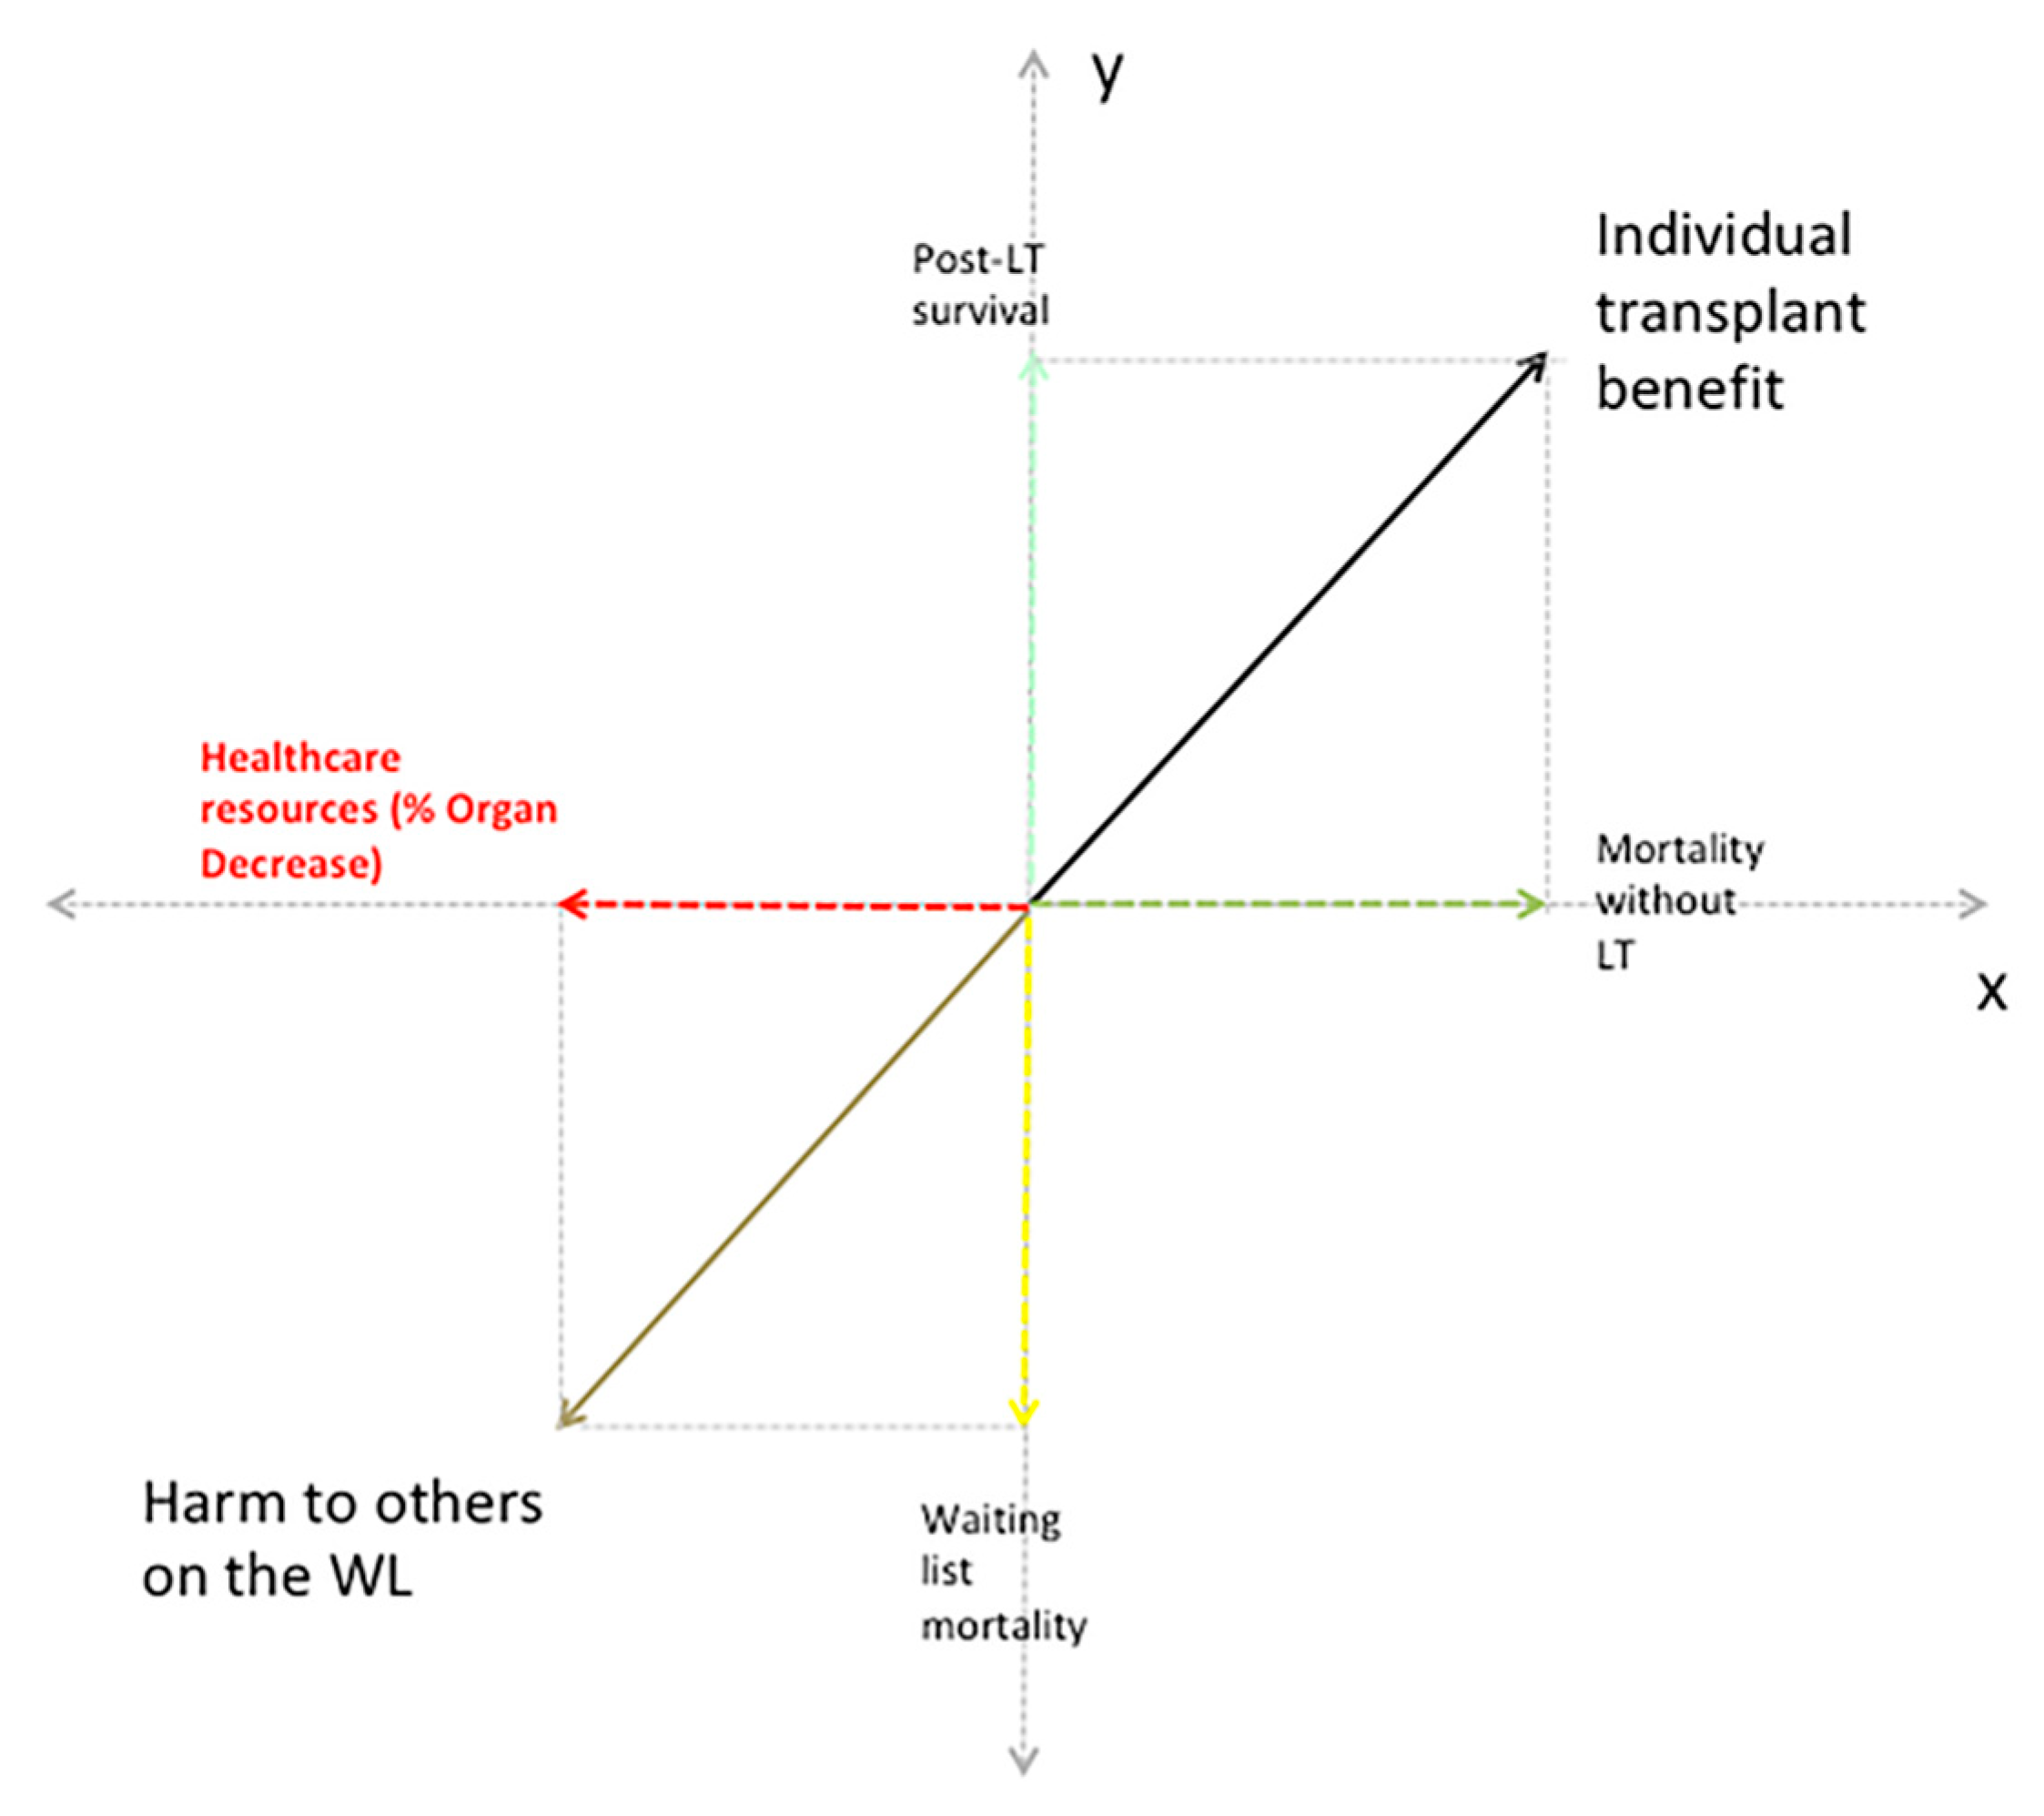 y
Post-LT
survival
Individual
transplant
benefit
Healthcare
resources (% Organ
Decrease)
Mortality
without
LT
x
Harm to others
on the WL
Waiting
list
mortality